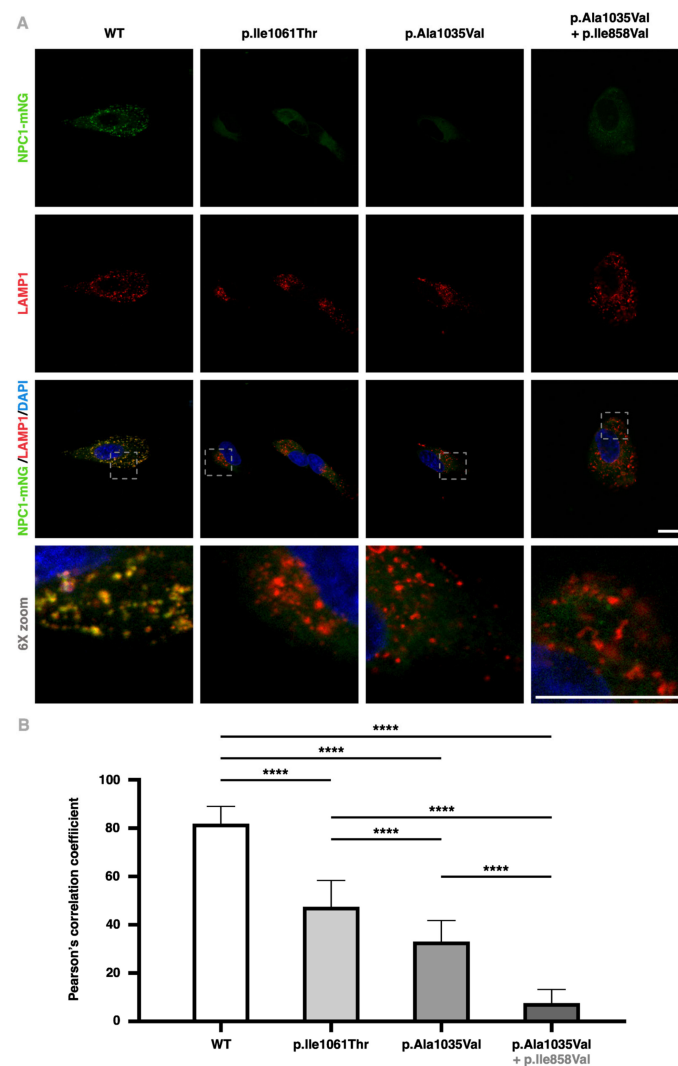 A
WT
p.Ile1061Thr
p.Ala1035Val
p.Ala1035Val
+ p.Ile858Val
NPC1-mNG
LAMP1
NPC1-mNG/LAMP1/DAPI
6X zoom
B
****
****
****
****
****
****
Pearson's correlation coeffiicient
100
80
60
40
20
0
WT
p.Ile1061Thr
p.Ala1035Val
p.Ala1035Val
+ p.Ile858Val